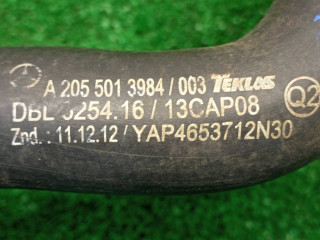 A 205 501 3984 / 003 TEKLAS
DBL 6254.16 / 13CAP08 Q2
Znd. : 11.12.12 / YAP4653712N30